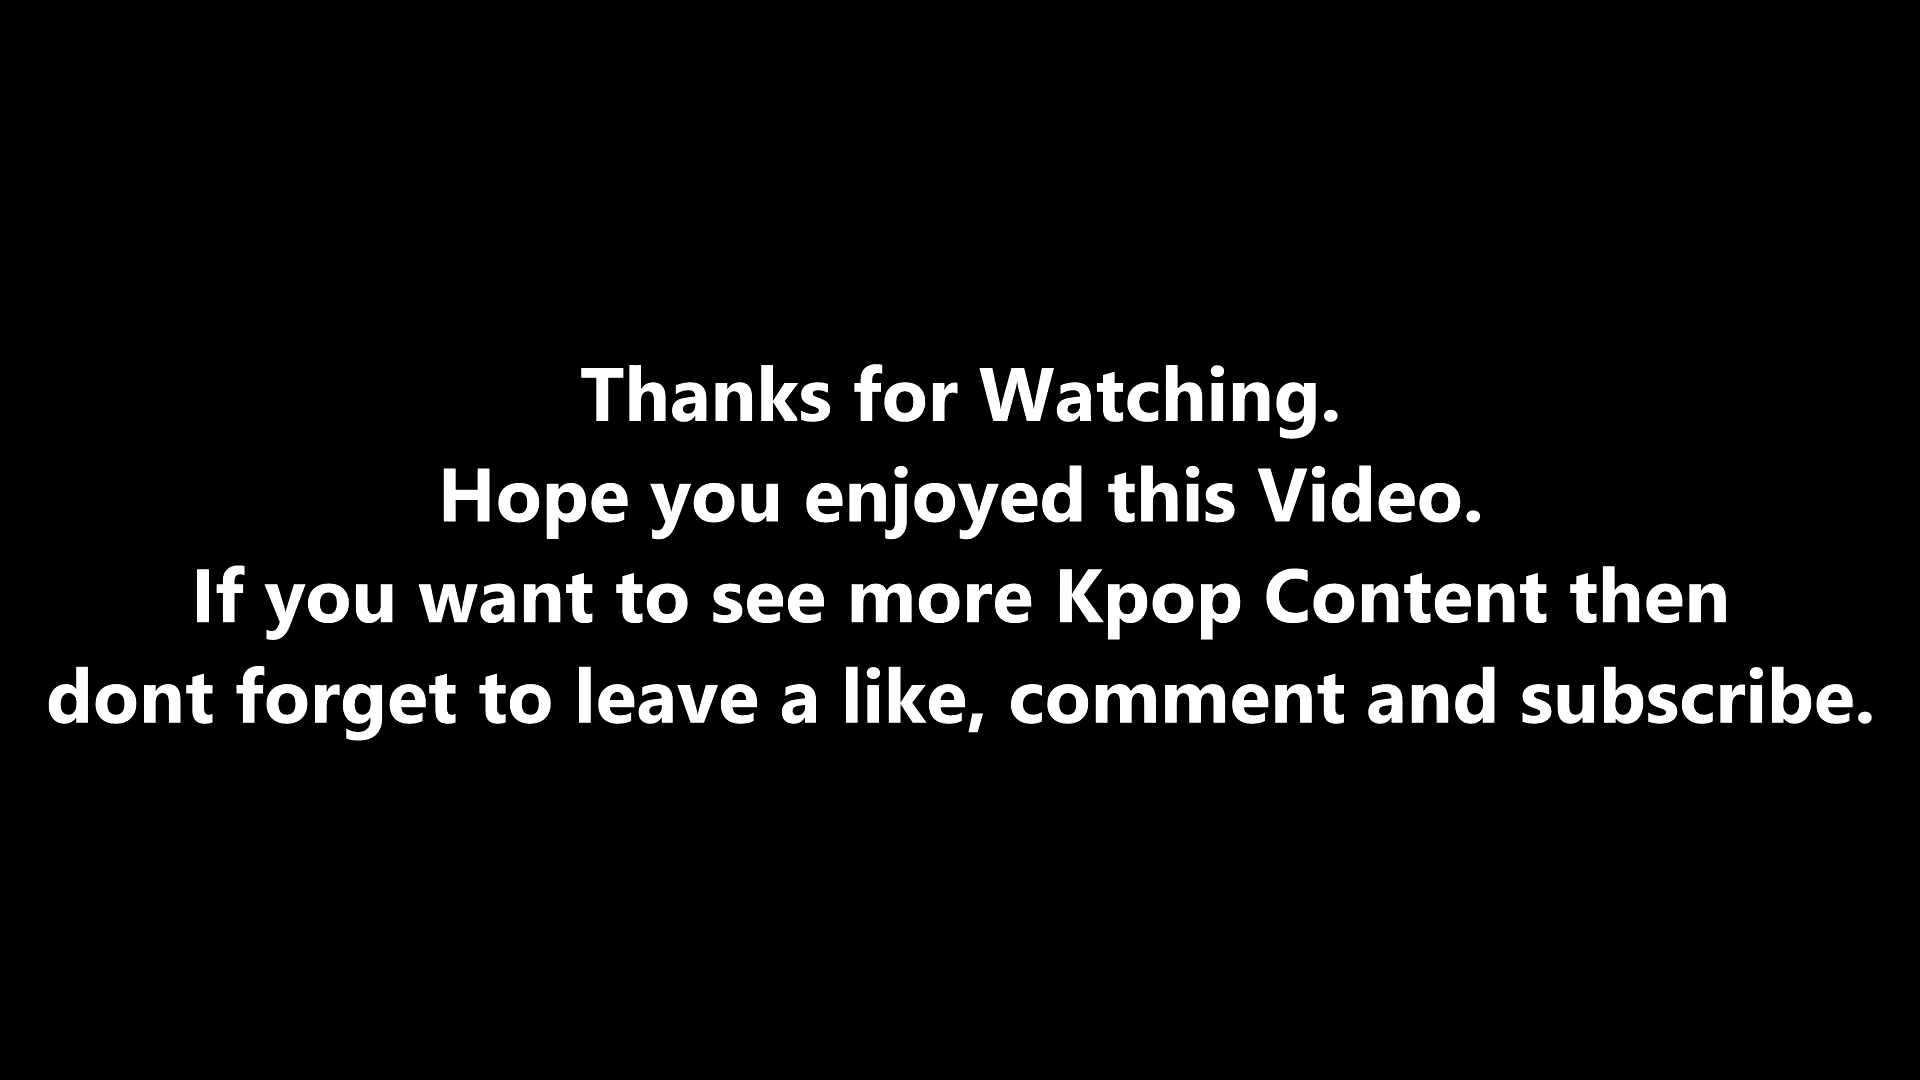 Thanks for Watching.
Hope you enjoyed this Video.
If you want to see more Kpop Content then
dont forget to leave a like, comment and subscribe.